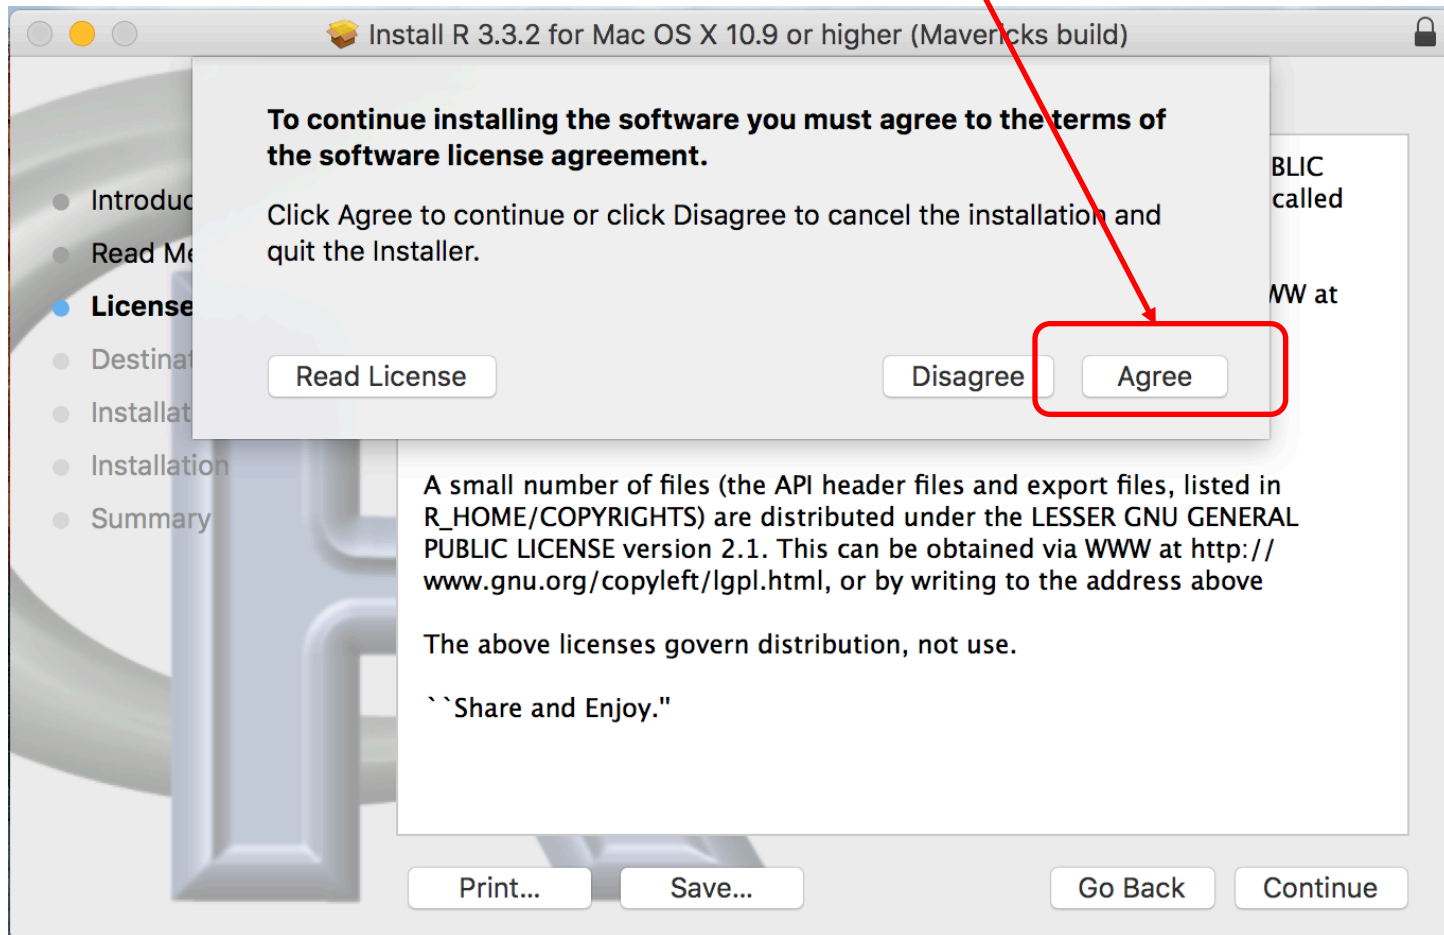 Install R 3.3.2 for Mac OS X 10.9 or higher (Mavericks build)
To continue installing the software you must agree to the terms of
the software license agreement.
Click Agree to continue or click Disagree to cancel the installation and
quit the Installer.
Read License
Disagree
Agree
Introduc
Read Me
License
Destinat
Installat
Installation
Summary
BLIC
called
WW at
A small number of files (the API header files and export files, listed in
R_HOME/COPYRIGHTS) are distributed under the LESSER GNU GENERAL
PUBLIC LICENSE version 2.1. This can be obtained via WWW at http://
www.gnu.org/copyleft/lgpl.html, or by writing to the address above
The above licenses govern distribution, not use.
``Share and Enjoy."
Print...
Save...
Go Back
Continue